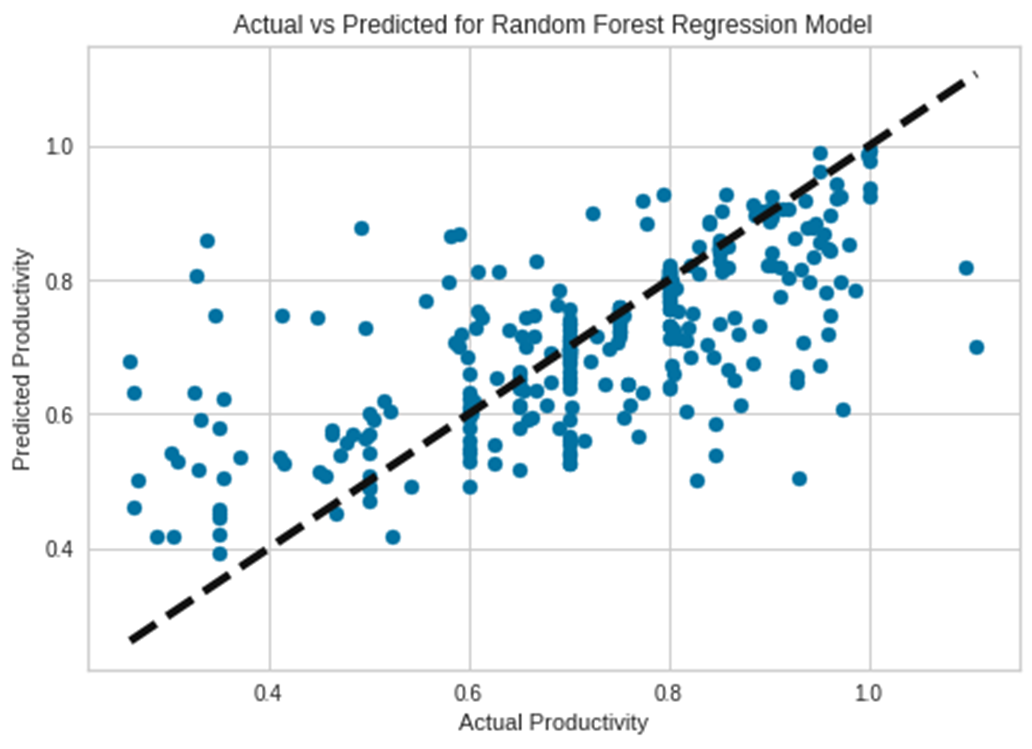 Actual vs Predicted for Random Forest Regression Model
Predicted Productivity
1.0
0.8
0.6
0.4
0.4 0.6 0.8 1.0
Actual Productivity